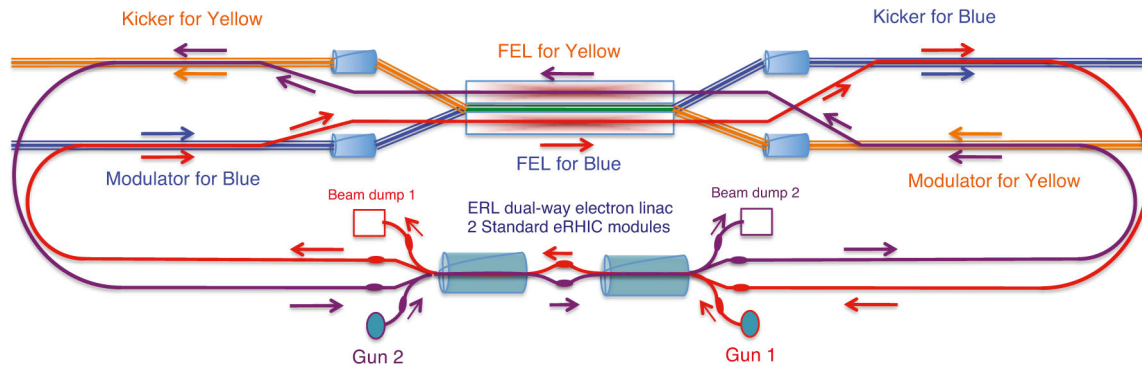 Kicker for Yellow
Kicker for Blue
FEL for Yellow
Modulator for Blue
FEL for Blue
Modulator for Yellow
Beam dump 1
ERL dual-way electron linac
2 Standard eRHIC modules
Beam dump 2
Gun 2
Gun 1